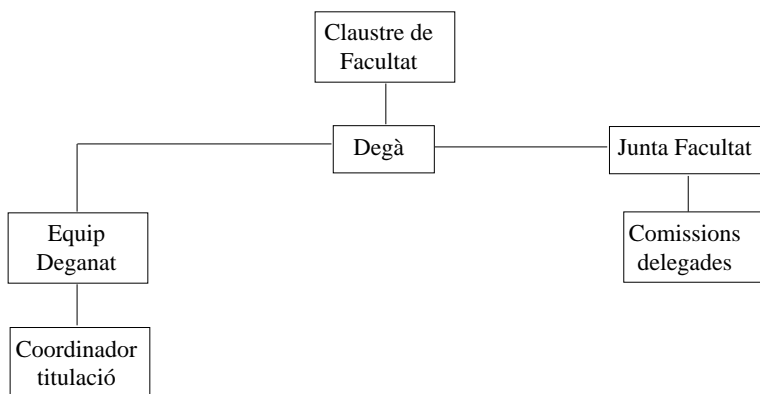 Claustre de
Facultat
Degà
Junta Facultat
Equip
Deganat
Comissions
delegades
Coordinador
titulació